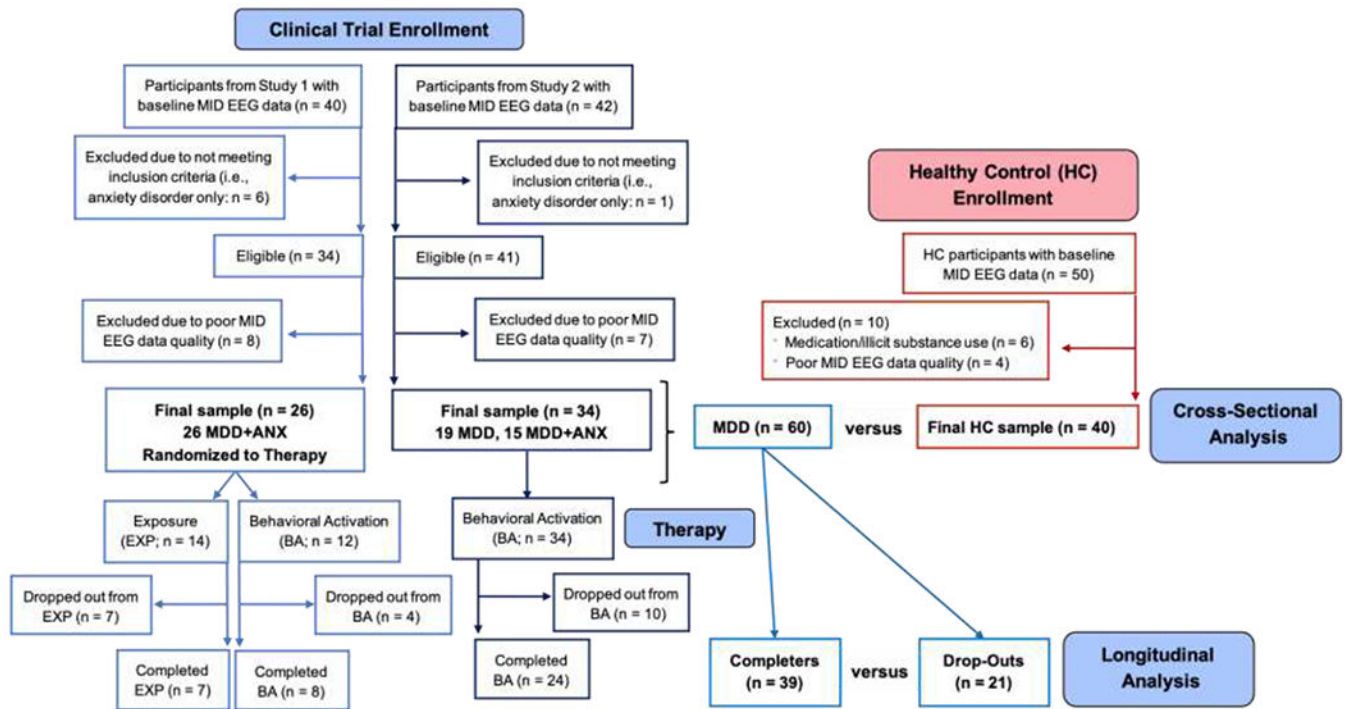 Clinical Trial Enrollment
Participants from Study 1 with
baseline MID EEG data (n = 40)
Participants from Study 2 with
baseline MID EEG data (n = 42)
Excluded due to not meeting
inclusion criteria (i.e.,
anxiety disorder only: n = 6)
Excluded due to not meeting
inclusion criteria (i.e.,
anxiety disorder only: n = 1)
Eligible (n = 34)
Eligible (n = 41)
Excluded due to poor MID
EEG data quality (n = 8)
Excluded due to poor MID
EEG data quality (n = 7)
Final sample (n = 26)
26 MDD+ANX
Randomized to Therapy
Final sample (n = 34)
19 MDD, 15 MDD+ANX
Healthy Control (HC)
Enrollment
HC participants with baseline
MID EEG data (n = 50)
Excluded (n = 10)
• Medication/illicit substance use (n = 6)
• Poor MID EEG data quality (n = 4)
MDD (n = 60)
versus
Final HC sample (n = 40)
Cross-Sectional
Analysis
Exposure
(EXP; n = 14)
Behavioral Activation
(BA; n = 12)
Behavioral Activation
(BA; n = 34)
Therapy
Dropped out from
EXP (n = 7)
Dropped out from
BA (n = 4)
Dropped out from
BA (n = 10)
Completed
EXP (n = 7)
Completed
BA (n = 8)
Completed
BA (n = 24)
Completers
(n = 39)
versus
Drop-Outs
(n = 21)
Longitudinal
Analysis